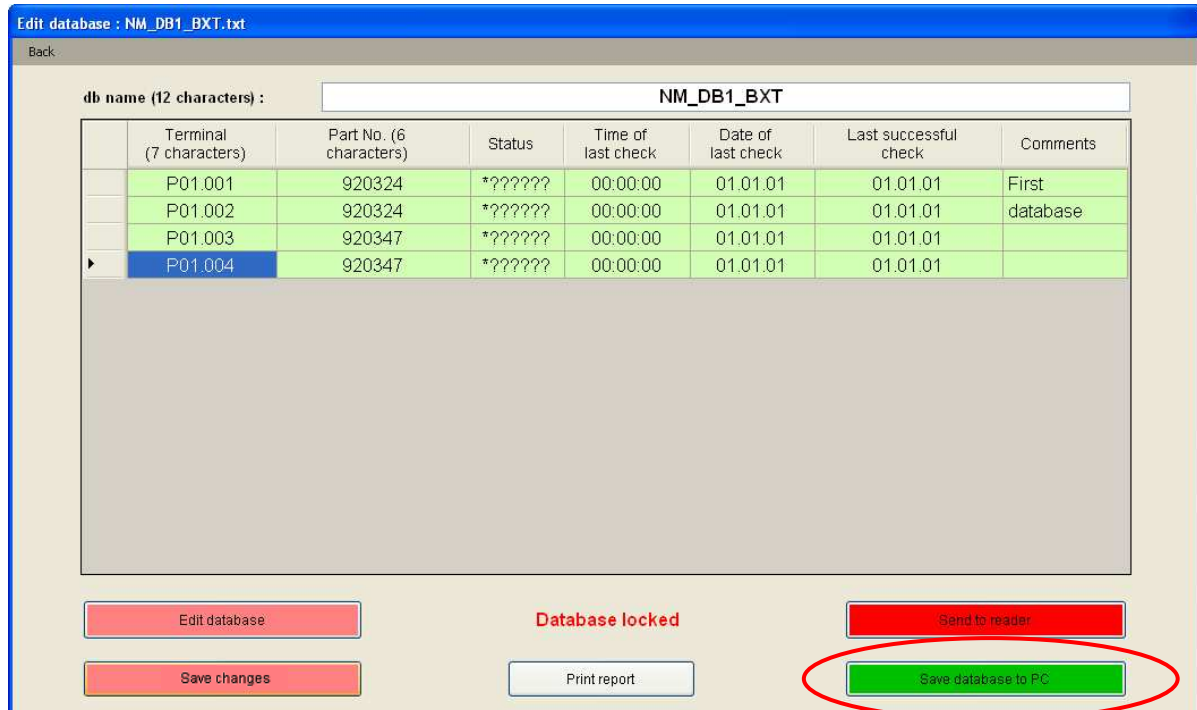 Edit database : NM_DB1_BXT.txt
Back
db name (12 characters) : NM_DB1_BXT
Terminal (7 characters) Part No. (6 characters) Status Time of last check Date of last check Last successful check Comments
P01.001 920324 *?????? 00:00:00 01.01.01 01.01.01 First
P01.002 920324 *?????? 00:00:00 01.01.01 01.01.01 database
P01.003 920347 *?????? 00:00:00 01.01.01 01.01.01
P01.004 920347 *?????? 00:00:00 01.01.01 01.01.01
Edit database Database locked Send to reader
Save changes Print report Save database to PC